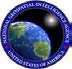 NATIONAL GEOSPATIAL-INTELLIGENCE AGENCY
UNITED STATES OF AMERICA